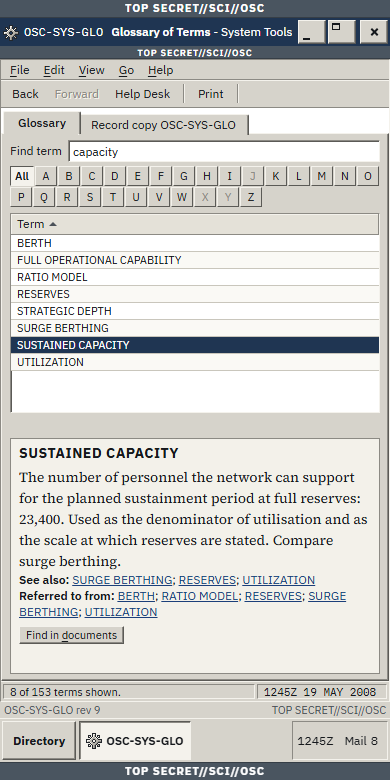 TOP SECRET//SCI//OSC
OSC-SYS-GLO Glossary of Terms - System Tools
TOP SECRET//SCI//OSC
File Edit View Go Help
Back Forward Help Desk Print
Glossary Record copy OSC-SYS-GLO
Find term capacity
All A B C D E F G H I J K L M N O
P Q R S T U V W X Y Z
Term
BERTH
FULL OPERATIONAL CAPABILITY
RATIO MODEL
RESERVES
STRATEGIC DEPTH
SURGE BERTHING
SUSTAINED CAPACITY
UTILIZATION
SUSTAINED CAPACITY
The number of personnel the network can support
for the planned sustainment period at full reserves:
23,400. Used as the denominator of utilisation and as
the scale at which reserves are stated. Compare
surge berthing.
See also: SURGE BERTHING; RESERVES; UTILIZATION
Referred to from: BERTH; RATIO MODEL; RESERVES; SURGE
BERTHING; UTILIZATION
Find in documents
8 of 153 terms shown. 1245Z 19 MAY 2008
OSC-SYS-GLO rev 9 TOP SECRET//SCI//OSC
Directory OSC-SYS-GLO 1245Z Mail 8
TOP SECRET//SCI//OSC